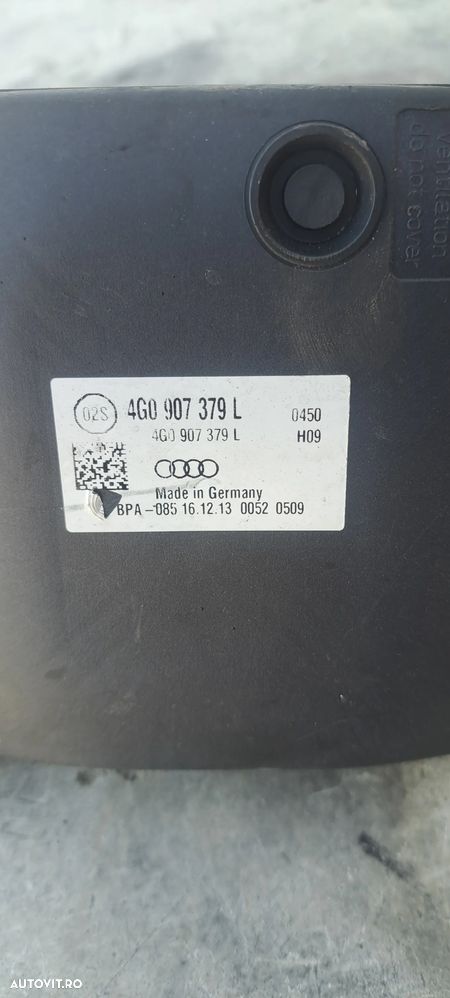 ventilation
do not cover
02S
4G0 907 379 L
0450
4G0 907 379 L
H09
Made in Germany
BPA-085 16.12.13 0052 0509
AUTOVIT.RO